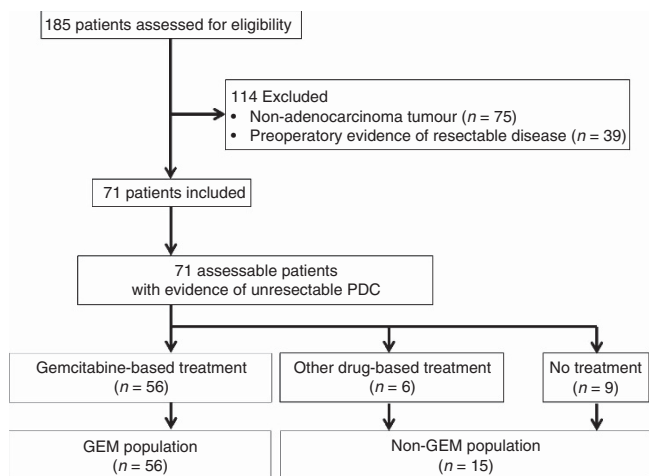 185 patients assessed for eligibility
114 Excluded
• Non-adenocarcinoma tumour (n = 75)
• Preoperatory evidence of resectable disease (n = 39)
71 patients included
71 assessable patients
with evidence of unresectable PDC
Gemcitabine-based treatment
(n = 56)
Other drug-based treatment
(n = 6)
No treatment
(n = 9)
GEM population
(n = 56)
Non-GEM population
(n = 15)